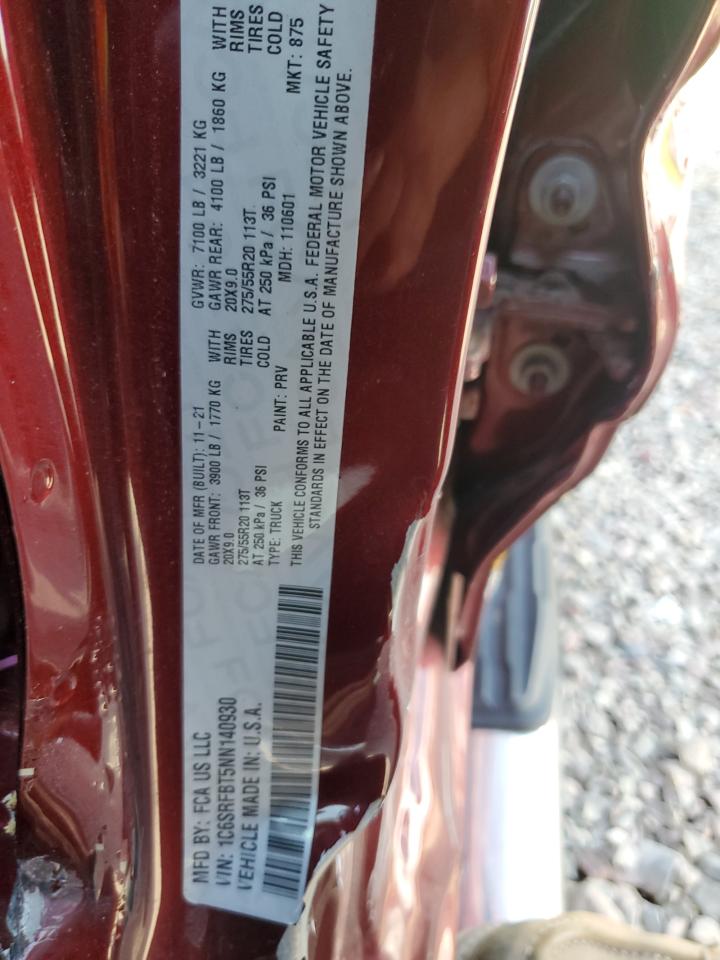 MFD BY: FCA US LLC
VIN: 1C6SRFBT5NN140930
VEHICLE MADE IN: U.S.A.
DATE OF MFR (BUILT): 11-21
GAWR FRONT: 3900 LB / 1770 KG WITH
20X9.0 RIMS
275/55R20 113T TIRES
AT 250 kPa / 36 PSI COLD
TYPE: TRUCK PAINT: PRV
GVWR: 7100 LB / 3221 KG
GAWR REAR: 4100 LB / 1860 KG WITH
20X9.0 RIMS
275/55R20 113T. TIRES
AT 250 kPa / 36 PSI COLD
MDH: 110601 MKT: 875
THIS VEHICLE CONFORMS TO ALL APPLICABLE U.S.A. FEDERAL MOTOR VEHICLE SAFETY
STANDARDS IN EFFECT ON THE DATE OF MANUFACTURE SHOWN ABOVE.